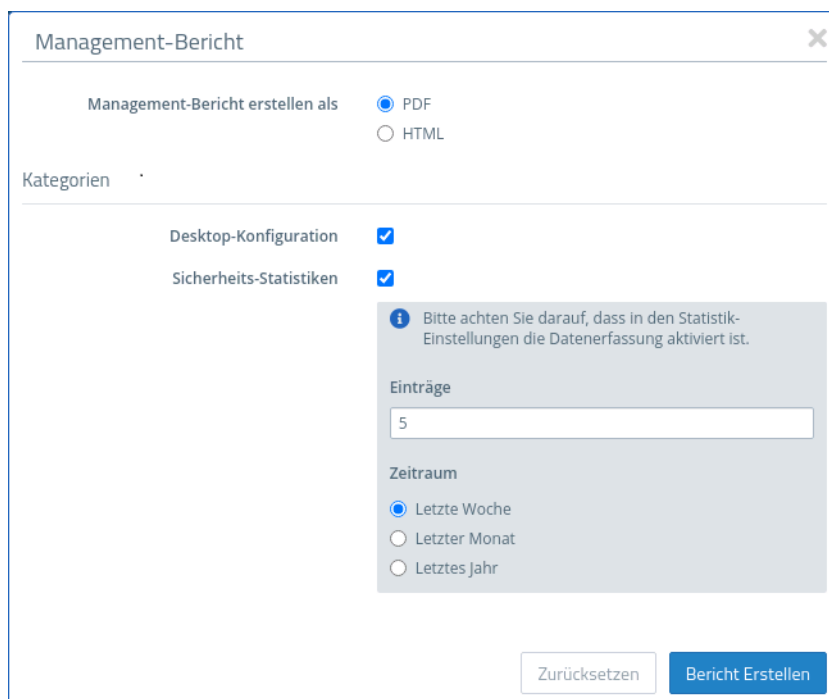 Management-Bericht
Management-Bericht erstellen als
PDF
HTML
Kategorien
Desktop-Konfiguration
Sicherheits-Statistiken
Bitte achten Sie darauf, dass in den Statistik-
Einstellungen die Datenerfassung aktiviert ist.
Einträge
5
Zeitraum
Letzte Woche
Letzter Monat
Letztes Jahr
Zurücksetzen
Bericht Erstellen